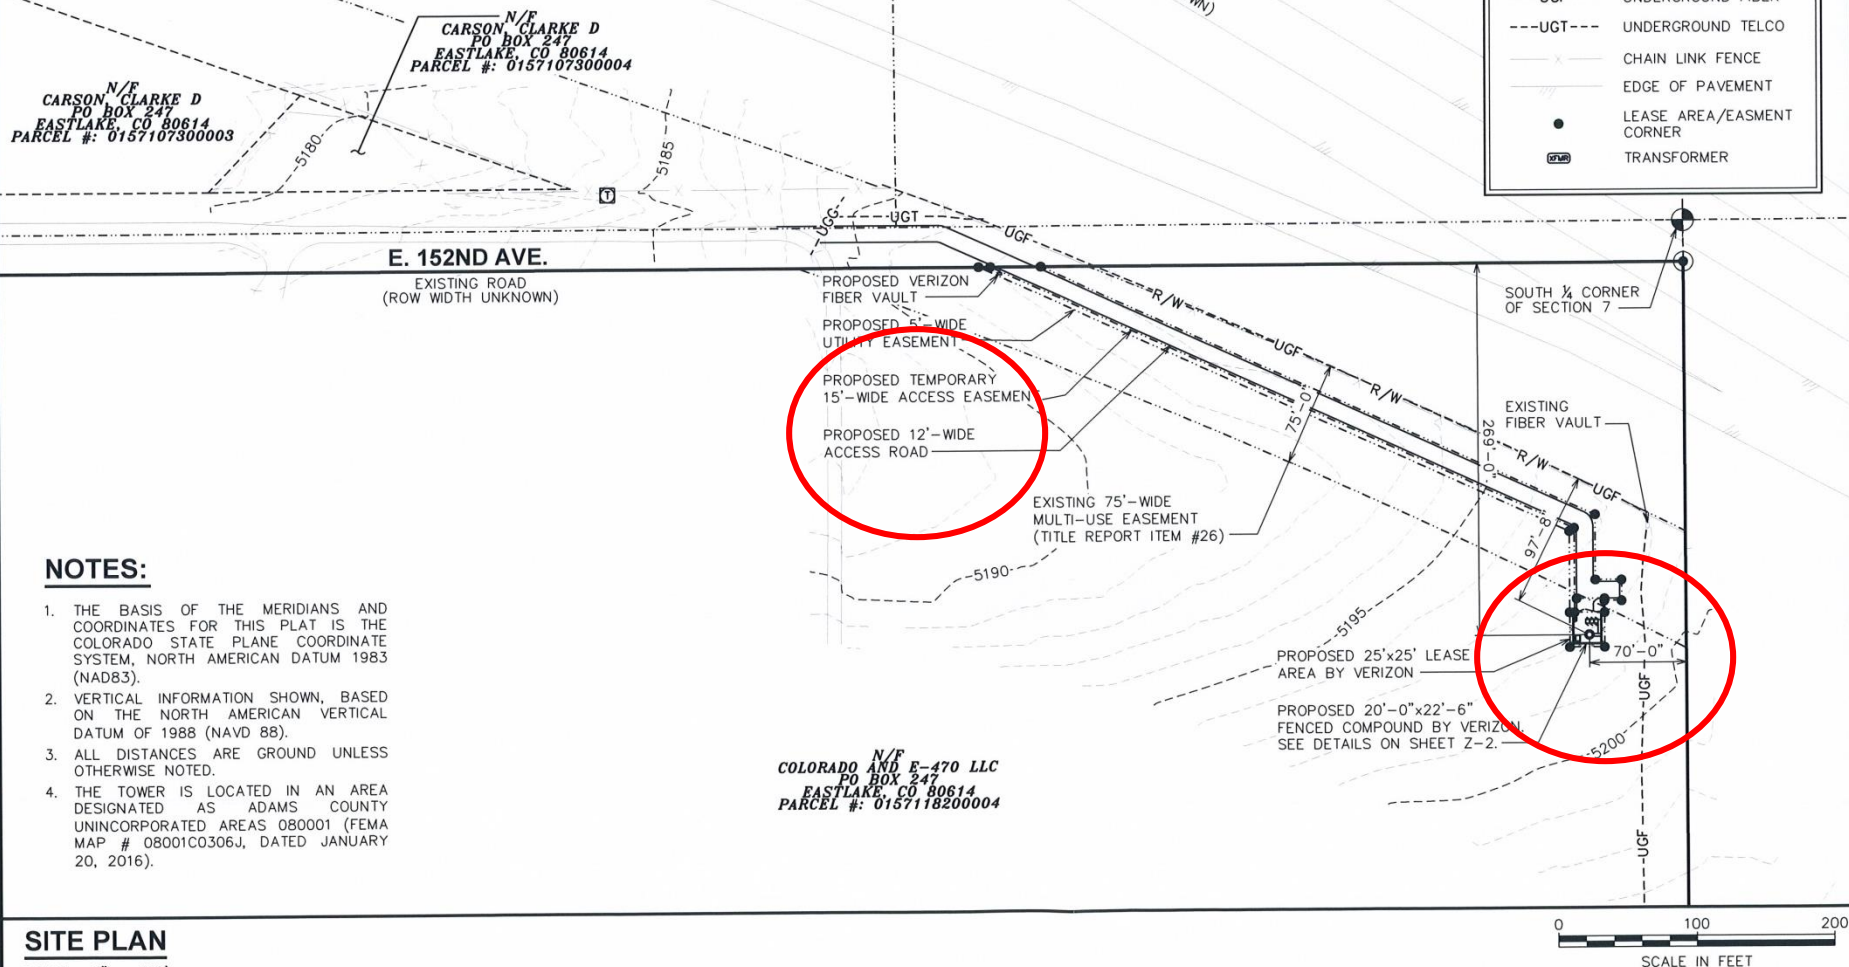 N/F
CARSON, CLARKE D
PO BOX 247
EASTLAKE, CO 80614
PARCEL #: 0157107300004
N/F
CARSON, CLARKE D
PO BOX 247
EASTLAKE, CO 80614
PARCEL #: 0157107300003
---UGT---
UNDERGROUND TELCO
CHAIN LINK FENCE
EDGE OF PAVEMENT
LEASE AREA/EASMENT
CORNER
XFMR
TRANSFORMER
5180
5185
T
UGG
UGT
UGF
E. 152ND AVE.
EXISTING ROAD
(ROW WIDTH UNKNOWN)
PROPOSED VERIZON
FIBER VAULT
PROPOSED 5'-WIDE
UTILITY EASEMENT
PROPOSED TEMPORARY
15'-WIDE ACCESS EASEMENT
PROPOSED 12'-WIDE
ACCESS ROAD
R/W
UGF
R/W
75'-0"
SOUTH ¼ CORNER
OF SECTION 7
EXISTING
FIBER VAULT
269'-0"
R/W
UGF
97'-8"
EXISTING 75'-WIDE
MULTI-USE EASEMENT
(TITLE REPORT ITEM #26)
5190
5195
PROPOSED 25'x25' LEASE
AREA BY VERIZON
70'-0"
UGF
PROPOSED 20'-0"x22'-6"
FENCED COMPOUND BY VERIZON.
SEE DETAILS ON SHEET Z-2.
5200
UGF
N/F
COLORADO AND E-470 LLC
PO BOX 247
EASTLAKE, CO 80614
PARCEL #: 0157118200004
NOTES:
1. THE BASIS OF THE MERIDIANS AND
COORDINATES FOR THIS PLAT IS THE
COLORADO STATE PLANE COORDINATE
SYSTEM, NORTH AMERICAN DATUM 1983
(NAD83).
2. VERTICAL INFORMATION SHOWN, BASED
ON THE NORTH AMERICAN VERTICAL
DATUM OF 1988 (NAVD 88).
3. ALL DISTANCES ARE GROUND UNLESS
OTHERWISE NOTED.
4. THE TOWER IS LOCATED IN AN AREA
DESIGNATED AS ADAMS COUNTY
UNINCORPORATED AREAS 080001 (FEMA
MAP # 08001C0306J, DATED JANUARY
20, 2016).
SITE PLAN
0 100 200
SCALE IN FEET